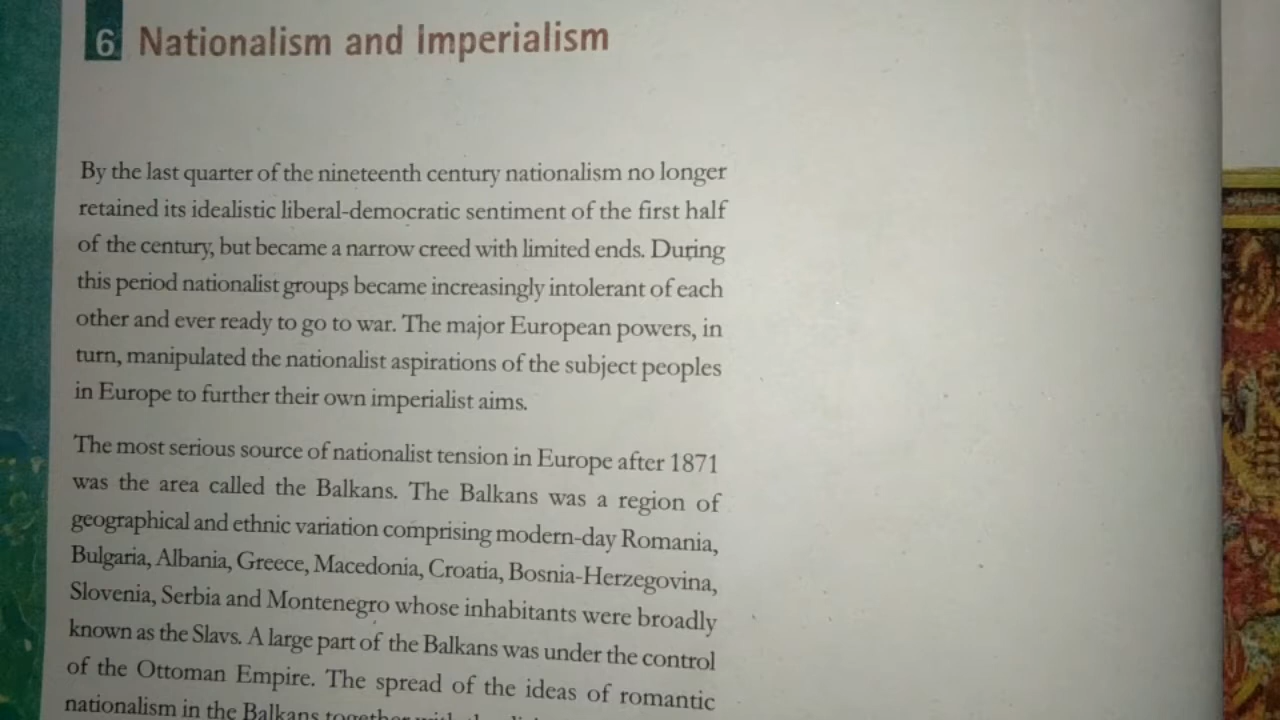 6 Nationalism and Imperialism
By the last quarter of the nineteenth century nationalism no longer
retained its idealistic liberal-democratic sentiment of the first half
of the century, but became a narrow creed with limited ends. During
this period nationalist groups became increasingly intolerant of each
other and ever ready to go to war. The major European powers, in
turn, manipulated the nationalist aspirations of the subject peoples
in Europe to further their own imperialist aims.
The most serious source of nationalist tension in Europe after 1871
was the area called the Balkans. The Balkans was a region of
geographical and ethnic variation comprising modern-day Romania,
Bulgaria, Albania, Greece, Macedonia, Croatia, Bosnia-Herzegovina,
Slovenia, Serbia and Montenegro whose inhabitants were broadly
known as the Slavs. A large part of the Balkans was under the control
of the Ottoman Empire. The spread of the ideas of romantic
nationalism in the Balkans together with the